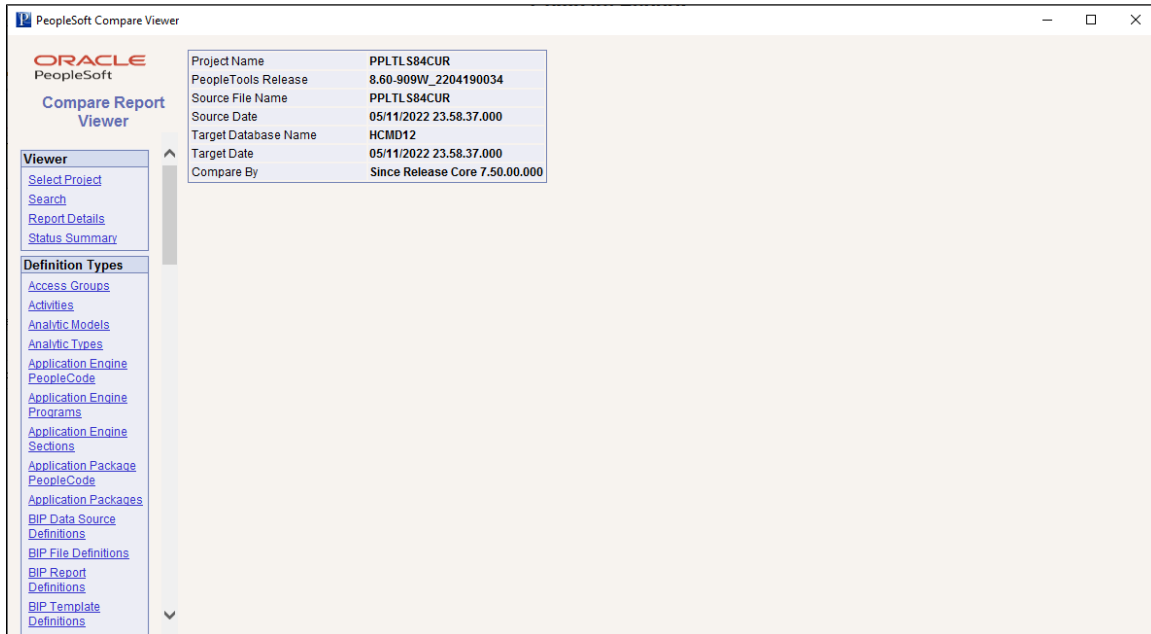 PeopleSoft Compare Viewer
ORACLE
PeopleSoft
Compare Report
Viewer
Viewer
Select Project
Search
Report Details
Status Summary
Definition Types
Access Groups
Activities
Analytic Models
Analytic Types
Application Engine
PeopleCode
Application Engine
Programs
Application Engine
Sections
Application Package
PeopleCode
Application Packages
BIP Data Source
Definitions
BIP File Definitions
BIP Report
Definitions
BIP Template
Definitions
Project Name PPLTLS84CUR
PeopleTools Release 8.60-909W_2204190034
Source File Name PPLTLS84CUR
Source Date 05/11/2022 23.58.37.000
Target Database Name HCMD12
Target Date 05/11/2022 23.58.37.000
Compare By Since Release Core 7.50.00.000